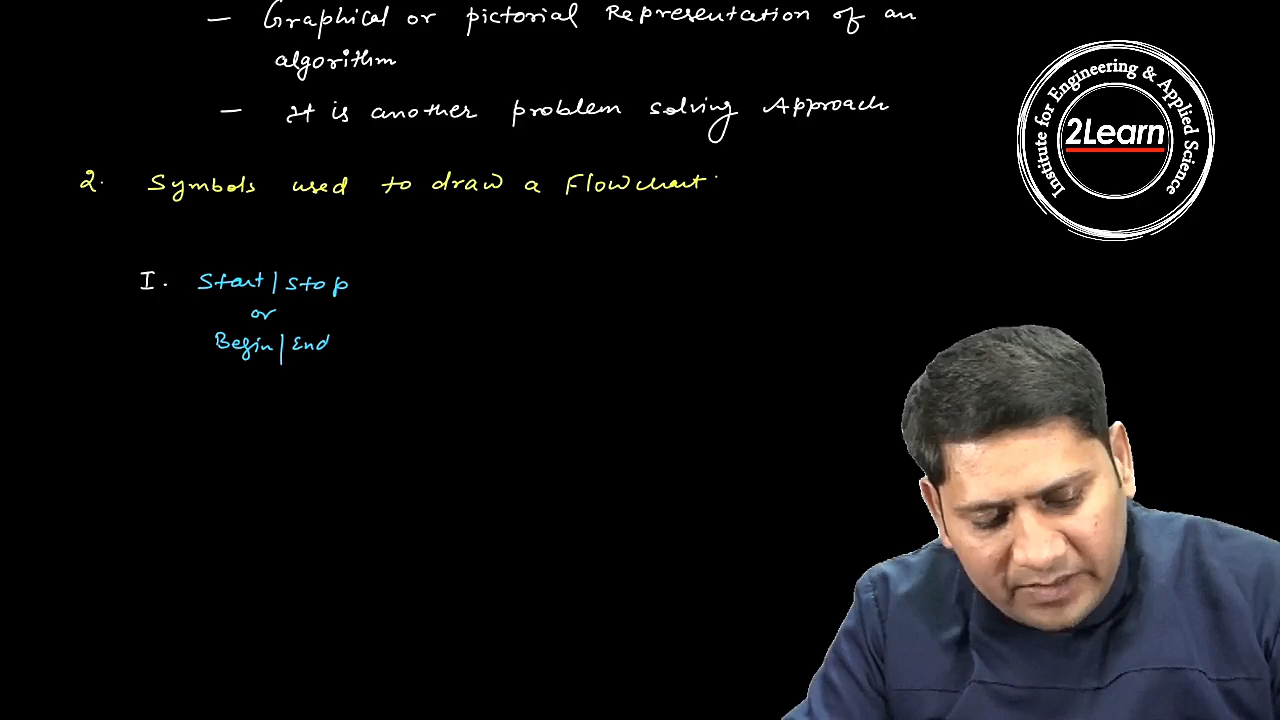 - Graphical or pictorial Representation of an
algorithm
- It is another problem solving Approach
2. Symbols used to draw a Flowchart
I. Start/Stop
or
Begin/End
Institute for Engineering & Applied Science
2Learn